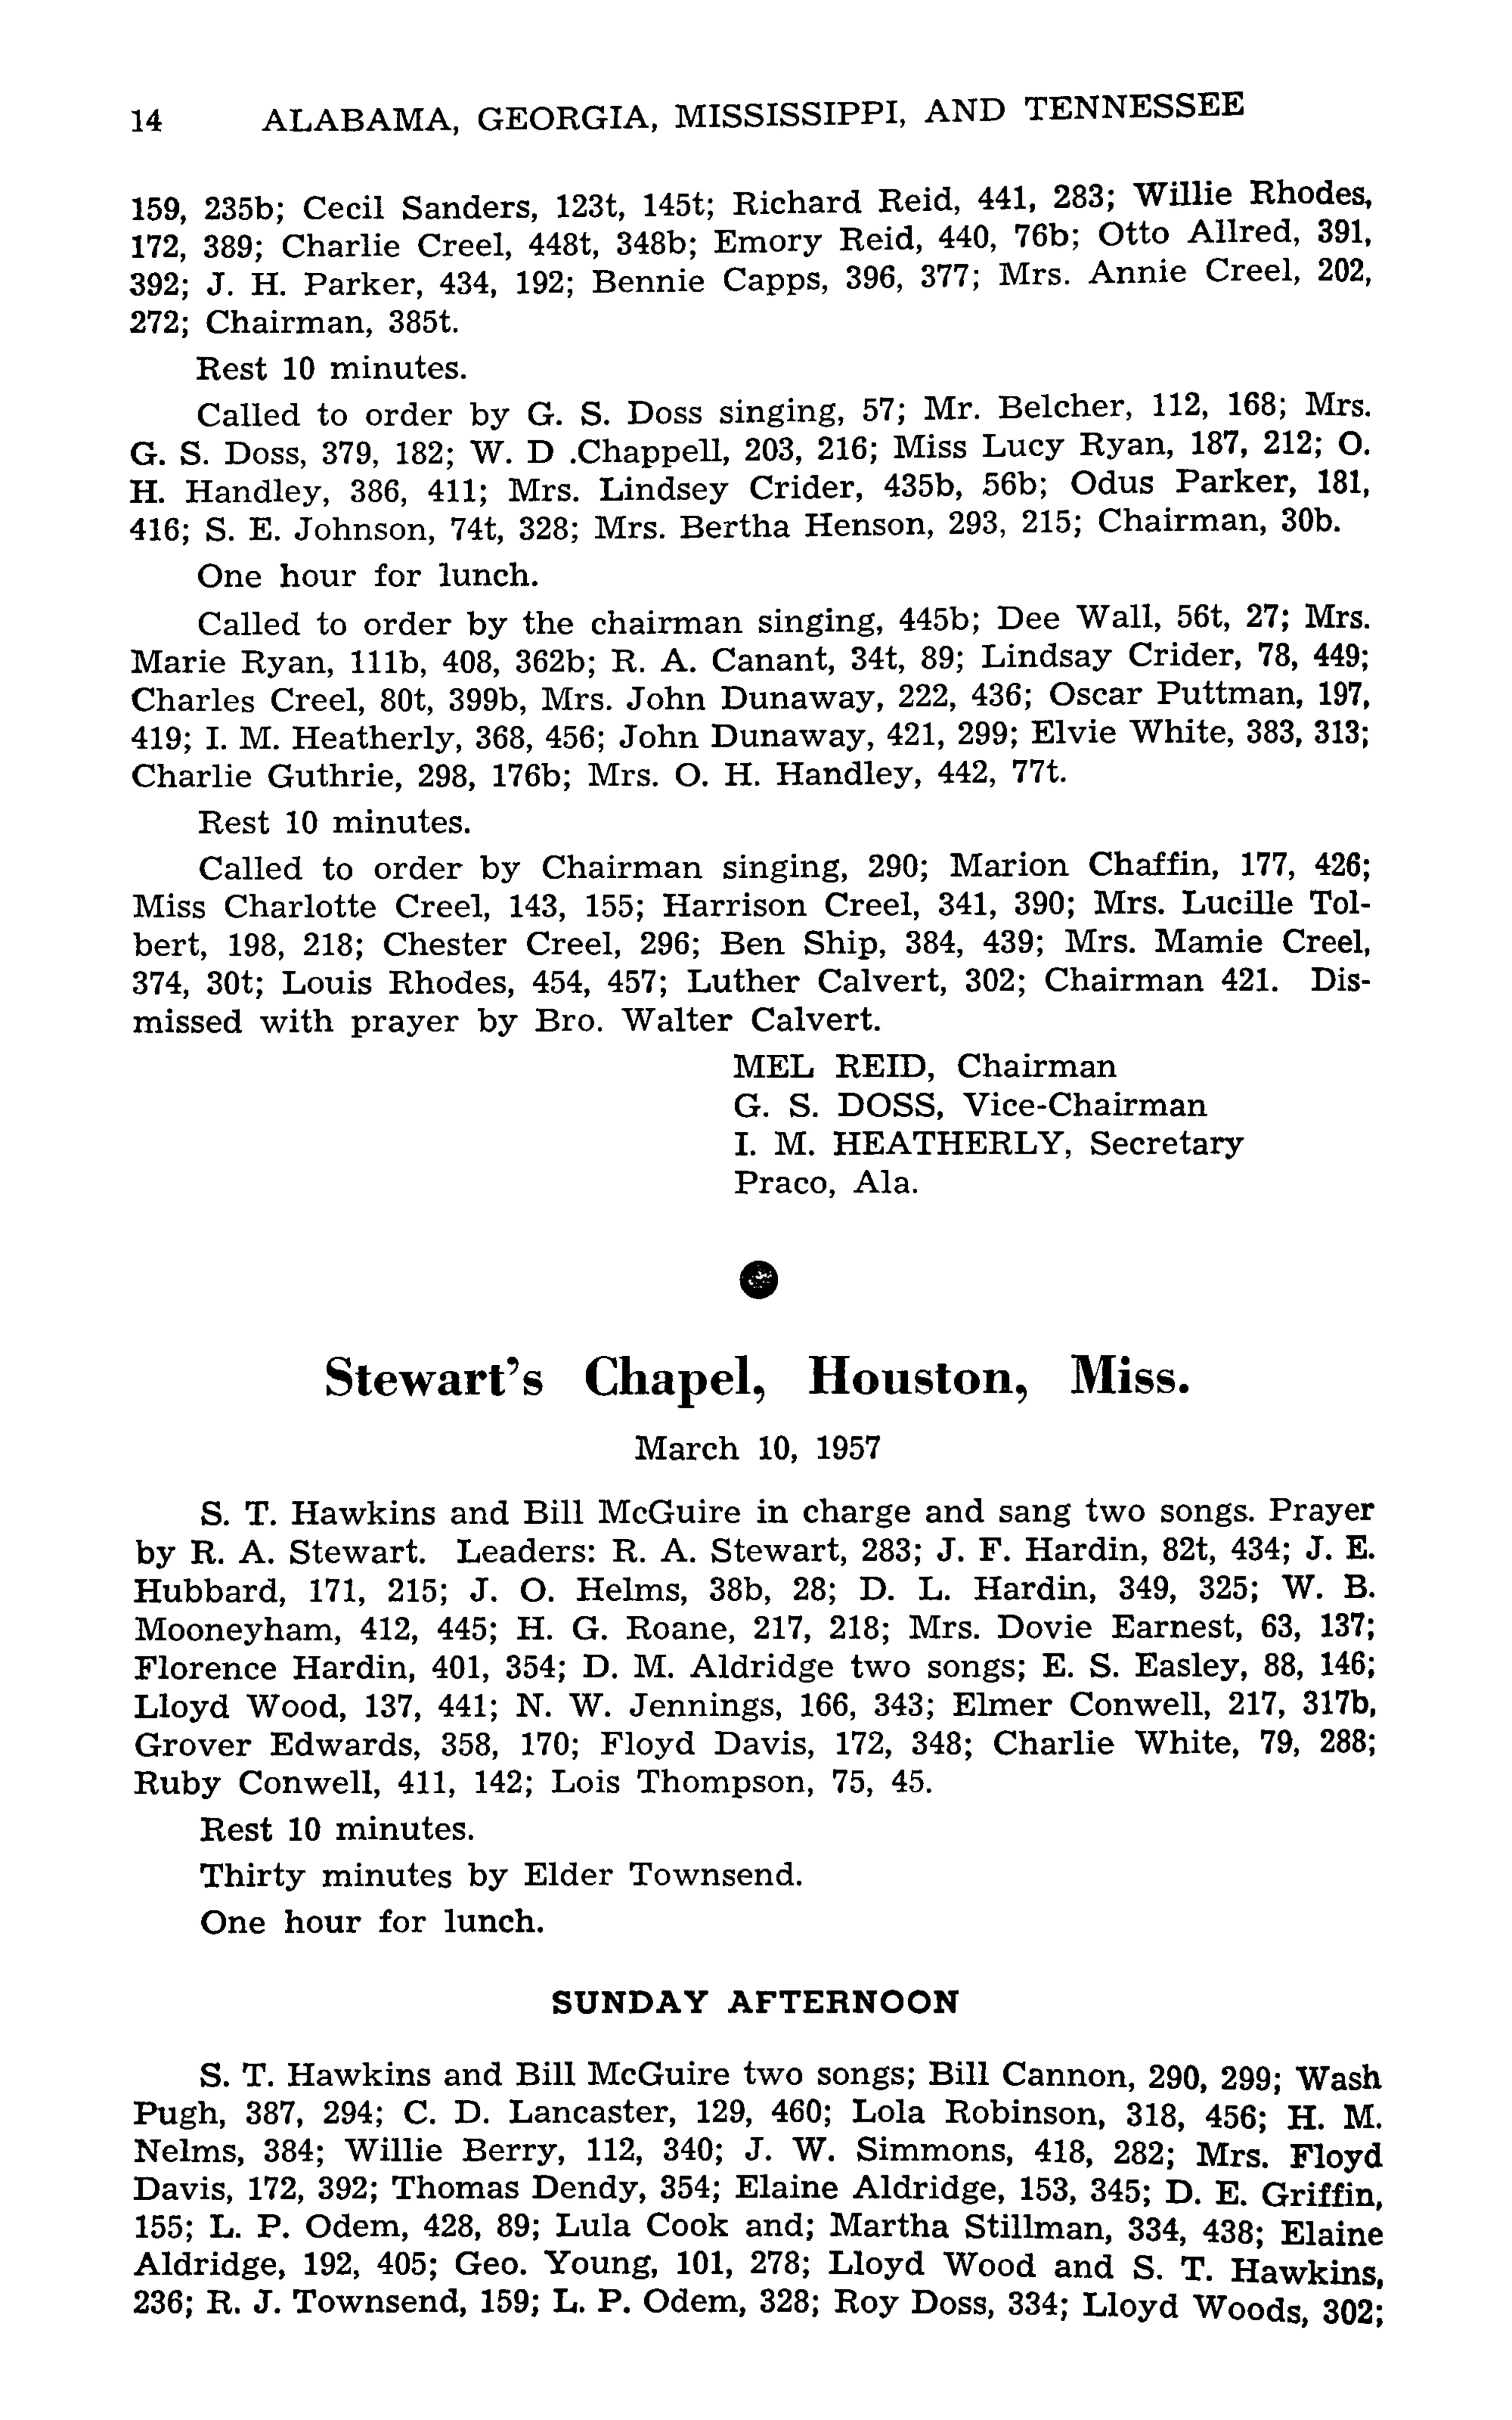 14 ALABAMA, GEORGIA, MISSISSIPPI, AND TENNESSEE
159, 235b; Cecil Sanders, 123t, 145t; Richard Reid, 441, 283; Willie Rhodes,
172, 389; Charlie Creel, 448t, 348b; Emory Reid, 440, 76b; Otto Allred, 391,
392; J. H. Parker, 434, 192; Bennie Capps, 396, 377; Mrs. Annie Creel, 202,
272; Chairman, 385t.
Rest 10 minutes.
Called to order by G. S. Doss singing, 57; Mr. Belcher, 112, 168; Mrs.
G. S. Doss, 379, 182; W. D .Chappell, 203, 216; Miss Lucy Ryan, 187, 212; O.
H. Handley, 386, 411; Mrs. Lindsey Crider, 435b, 56b; Odus Parker, 181,
416; S. E. Johnson, 74t, 328; Mrs. Bertha Henson, 293, 215; Chairman, 30b.
One hour for lunch.
Called to order by the chairman singing, 445b; Dee Wall, 56t, 27; Mrs.
Marie Ryan, 111b, 408, 362b; R. A. Canant, 34t, 89; Lindsay Crider, 78, 449;
Charles Creel, 80t, 399b, Mrs. John Dunaway, 222, 436; Oscar Puttman, 197,
419; I. M. Heatherly, 368, 456; John Dunaway, 421, 299; Elvie White, 383, 313;
Charlie Guthrie, 298, 176b; Mrs. O. H. Handley, 442, 77t.
Rest 10 minutes.
Called to order by Chairman singing, 290; Marion Chaffin, 177, 426;
Miss Charlotte Creel, 143, 155; Harrison Creel, 341, 390; Mrs. Lucille Tol-
bert, 198, 218; Chester Creel, 296; Ben Ship, 384, 439; Mrs. Mamie Creel,
374, 30t; Louis Rhodes, 454, 457; Luther Calvert, 302; Chairman 421. Dis-
missed with prayer by Bro. Walter Calvert.
MEL REID, Chairman
G. S. DOSS, Vice-Chairman
I. M. HEATHERLY, Secretary
Praco, Ala.
Stewart's Chapel, Houston, Miss.
March 10, 1957
S. T. Hawkins and Bill McGuire in charge and sang two songs. Prayer
by R. A. Stewart. Leaders: R. A. Stewart, 283; J. F. Hardin, 82t, 434; J. E.
Hubbard, 171, 215; J. O. Helms, 38b, 28; D. L. Hardin, 349, 325; W. B.
Mooneyham, 412, 445; H. G. Roane, 217, 218; Mrs. Dovie Earnest, 63, 137;
Florence Hardin, 401, 354; D. M. Aldridge two songs; E. S. Easley, 88, 146;
Lloyd Wood, 137, 441; N. W. Jennings, 166, 343; Elmer Conwell, 217, 317b,
Grover Edwards, 358, 170; Floyd Davis, 172, 348; Charlie White, 79, 288;
Ruby Conwell, 411, 142; Lois Thompson, 75, 45.
Rest 10 minutes.
Thirty minutes by Elder Townsend.
One hour for lunch.
SUNDAY AFTERNOON
S. T. Hawkins and Bill McGuire two songs; Bill Cannon, 290, 299; Wash
Pugh, 387, 294; C. D. Lancaster, 129, 460; Lola Robinson, 318, 456; H. M.
Nelms, 384; Willie Berry, 112, 340; J. W. Simmons, 418, 282; Mrs. Floyd
Davis, 172, 392; Thomas Dendy, 354; Elaine Aldridge, 153, 345; D. E. Griffin,
155; L. P. Odem, 428, 89; Lula Cook and; Martha Stillman, 334, 438; Elaine
Aldridge, 192, 405; Geo. Young, 101, 278; Lloyd Wood and S. T. Hawkins,
236; R. J. Townsend, 159; L. P. Odem, 328; Roy Doss, 334; Lloyd Woods, 302;